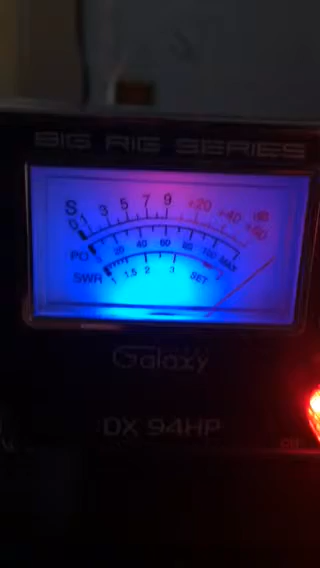 BIG RIG SERIES
S 0 1 3 5 7 9 +20 +40 +60 dB
PO 0 20 40 60 80 100 MAX
SWR 1 1.5 2 3 SET
Galaxy
DX 94HP
CB